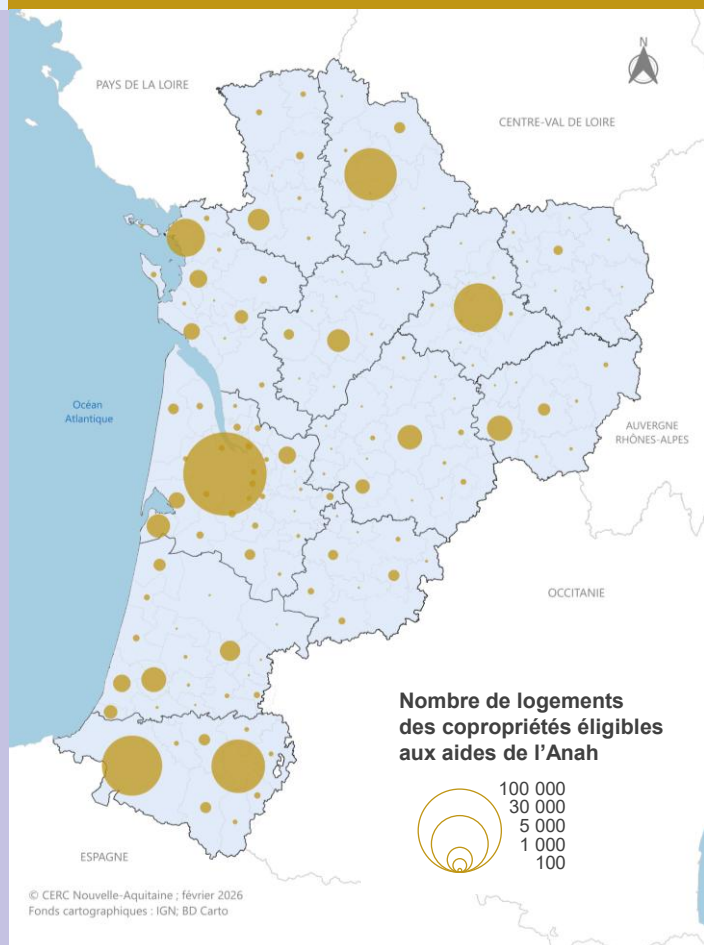 N
PAYS DE LA LOIRE
CENTRE-VAL DE LOIRE
Océan
Atlantique
AUVERGNE
RHÔNES-ALPES
OCCITANIE
Nombre de logements
des copropriétés éligibles
aux aides de l'Anah
100 000
30 000
5 000
1 000
100
ESPAGNE
© CERC Nouvelle-Aquitaine ; février 2026
Fonds cartographiques : IGN; BD Carto